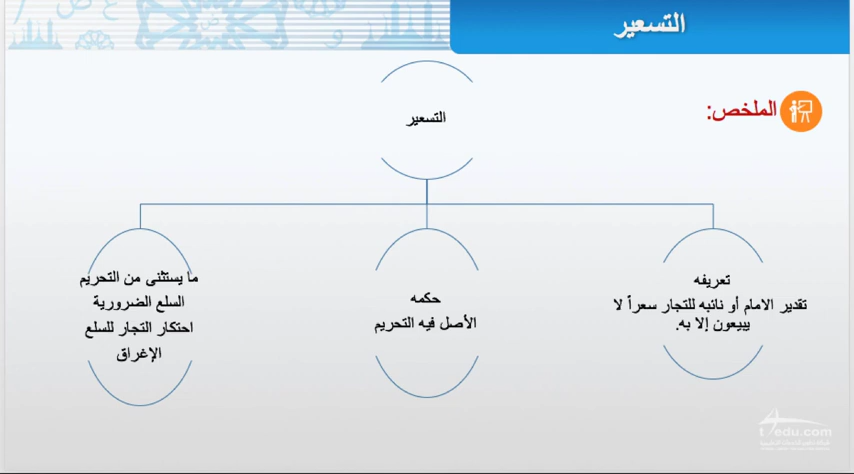 التسعير
الملخص:
التسعير
تعريفه
تقدير الامام أو نائبه للتجار سعراً لا
يبيعون إلا به.
حكمه
الأصل فيه التحريم
ما يستثنى من التحريم
السلع الضرورية
احتكار التجار للسلع
الإغراق
t4edu.com